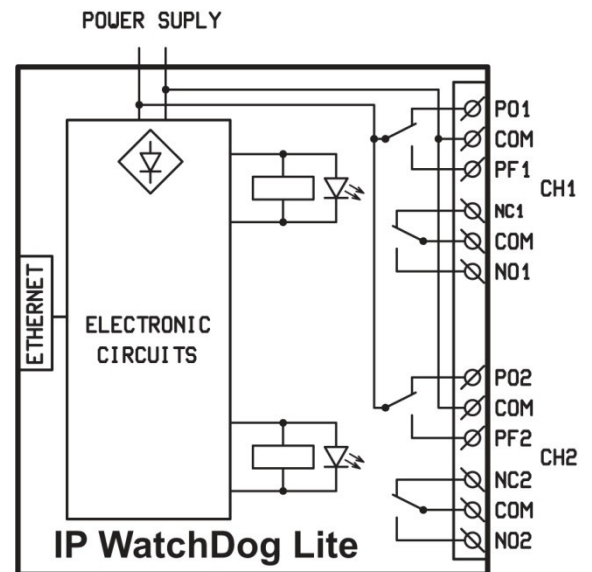 POWER SUPLY
PO1
COM
PF1
CH1
NC1
COM
NO1
ETHERNET
ELECTRONIC
CIRCUITS
PO2
COM
PF2
CH2
NC2
COM
NO2
IP WatchDog Lite